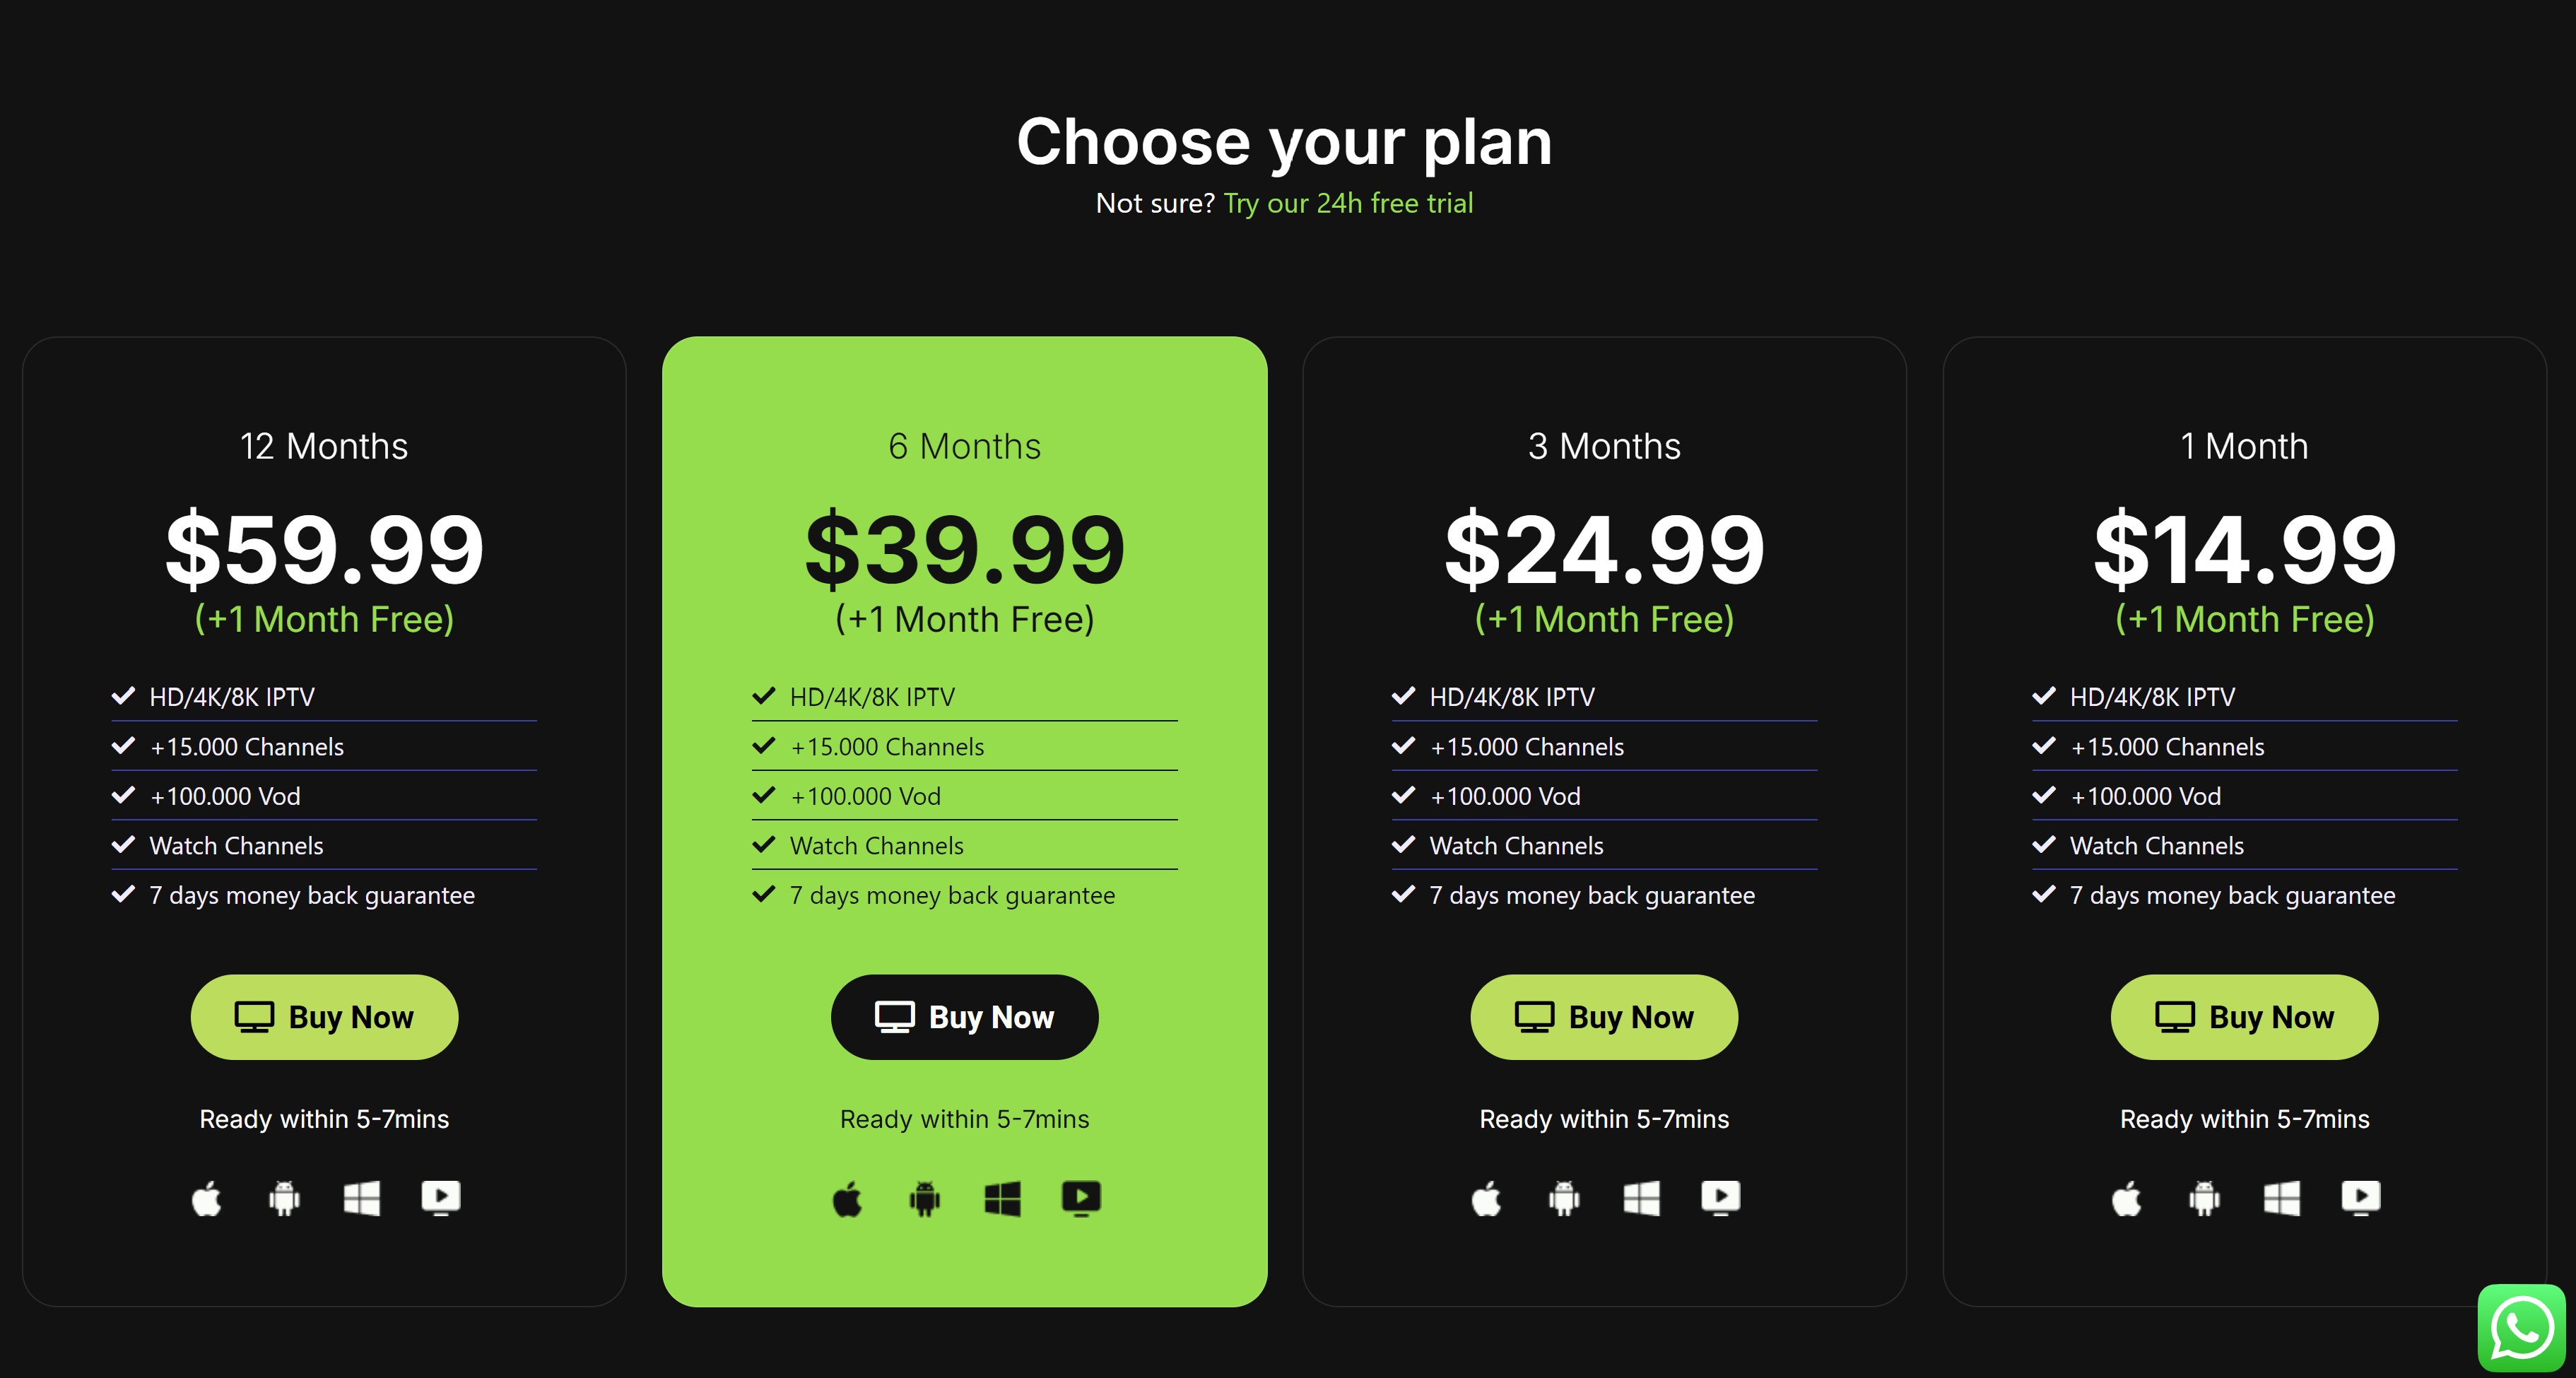 Choose your plan
Not sure? Try our 24h free trial
12 Months
$59.99
(+1 Month Free)
HD/4K/8K IPTV
+15.000 Channels
+100.000 Vod
Watch Channels
7 days money back guarantee
Buy Now
Ready within 5-7mins
6 Months
$39.99
(+1 Month Free)
HD/4K/8K IPTV
+15.000 Channels
+100.000 Vod
Watch Channels
7 days money back guarantee
Buy Now
Ready within 5-7mins
3 Months
$24.99
(+1 Month Free)
HD/4K/8K IPTV
+15.000 Channels
+100.000 Vod
Watch Channels
7 days money back guarantee
Buy Now
Ready within 5-7mins
1 Month
$14.99
(+1 Month Free)
HD/4K/8K IPTV
+15.000 Channels
+100.000 Vod
Watch Channels
7 days money back guarantee
Buy Now
Ready within 5-7mins